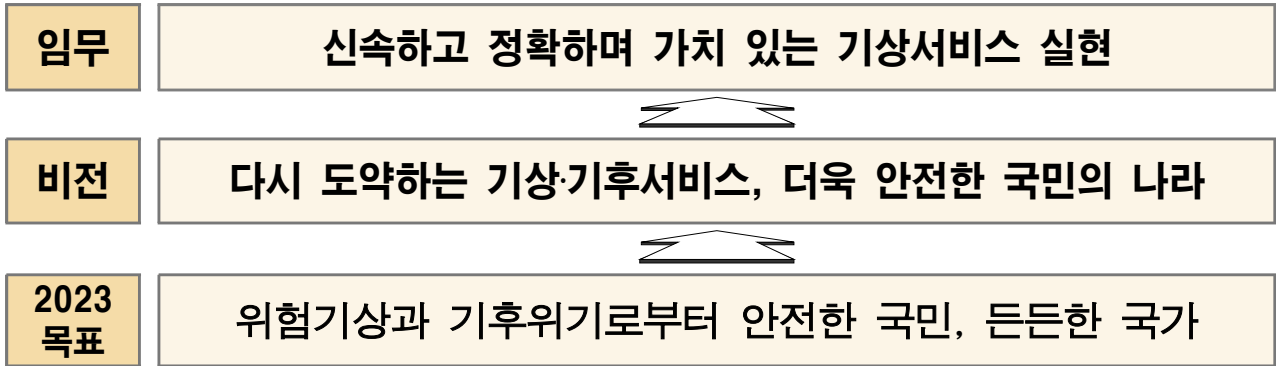 임무
신속하고 정확하며 가치 있는 기상서비스 실현
비전
다시 도약하는 기상·기후서비스, 더욱 안전한 국민의 나라
2023
목표
위험기상과 기후위기로부터 안전한 국민, 든든한 국가